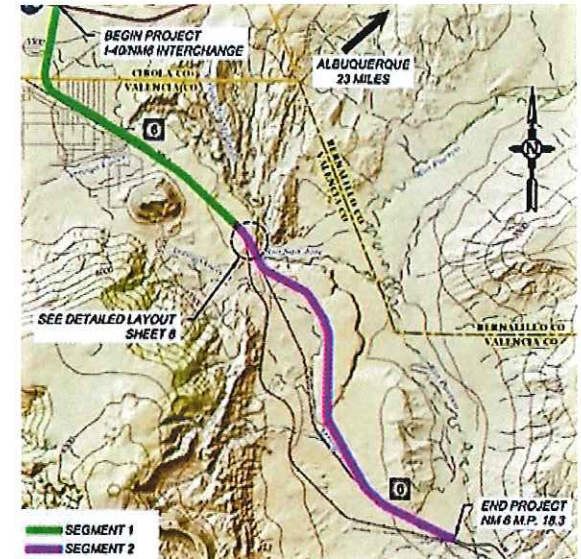 BEGIN PROJECT
I-40/NM6 INTERCHANGE
ALBUQUERQUE
23 MILES
CIBOLA CO
VALENCIA CO
6
N
BERNALILLO CO
VALENCIA CO
SEE DETAILED LAYOUT
SHEET 6
BERNALILLO CO
VALENCIA CO
6
END PROJECT
NM 6 M.P. 18.3
SEGMENT 1
SEGMENT 2